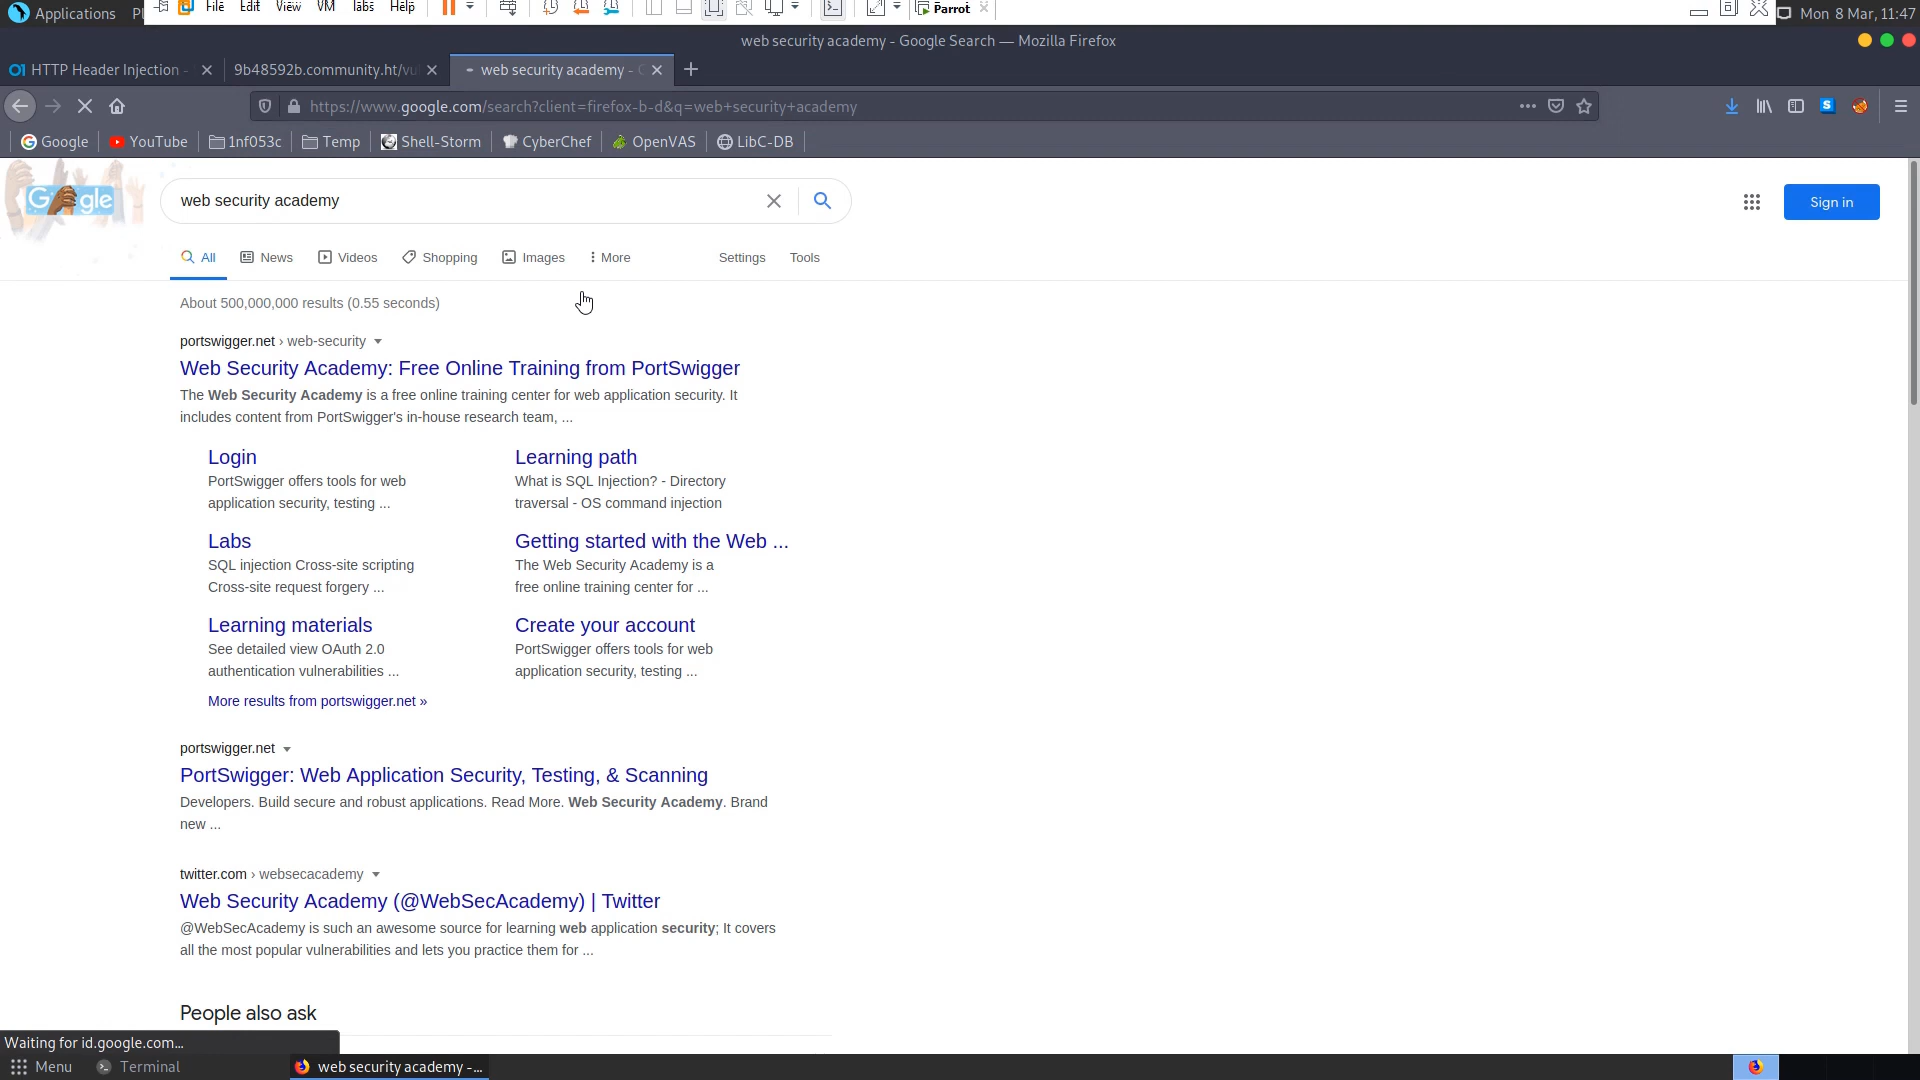 Applications
File Edit View VM Tabs Help
Parrot
Mon 8 Mar, 11:47
web security academy - Google Search — Mozilla Firefox
HTTP Header Injection -
9b48592b.community.ht/vu
web security academy -
https://www.google.com/search?client=firefox-b-d&q=web+security+academy
Google YouTube 1nf053c Temp Shell-Storm CyberChef OpenVAS LibC-DB
web security academy
Sign in
All News Videos Shopping Images More Settings Tools
About 500,000,000 results (0.55 seconds)
portswigger.net › web-security
Web Security Academy: Free Online Training from PortSwigger
The Web Security Academy is a free online training center for web application security. It
includes content from PortSwigger's in-house research team, ...
Login
PortSwigger offers tools for web
application security, testing ...
Learning path
What is SQL Injection? - Directory
traversal - OS command injection
Labs
SQL injection Cross-site scripting
Cross-site request forgery ...
Getting started with the Web ...
The Web Security Academy is a
free online training center for ...
Learning materials
See detailed view OAuth 2.0
authentication vulnerabilities ...
Create your account
PortSwigger offers tools for web
application security, testing ...
More results from portswigger.net »
portswigger.net
PortSwigger: Web Application Security, Testing, & Scanning
Developers. Build secure and robust applications. Read More. Web Security Academy. Brand
new ...
twitter.com › websecacademy
Web Security Academy (@WebSecAcademy) | Twitter
@WebSecAcademy is such an awesome source for learning web application security; It covers
all the most popular vulnerabilities and lets you practice them for ...
People also ask
Waiting for id.google.com...
Menu Terminal web security academy -...